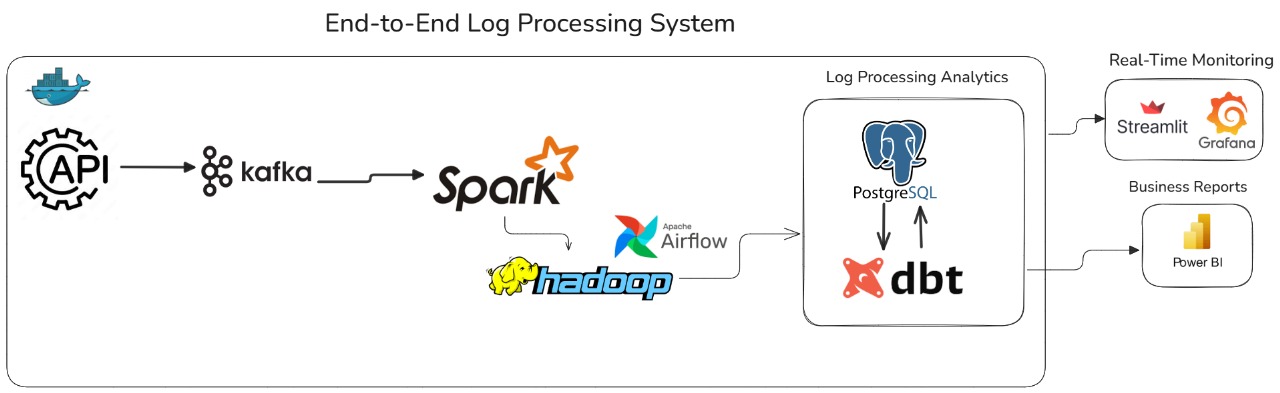 End-to-End Log Processing System
Real-Time Monitoring
Log Processing Analytics
Streamlit
Grafana
API
kafka
Spark
PostgreSQL
Business Reports
Apache
Airflow
hadoop
dbt
Power BI